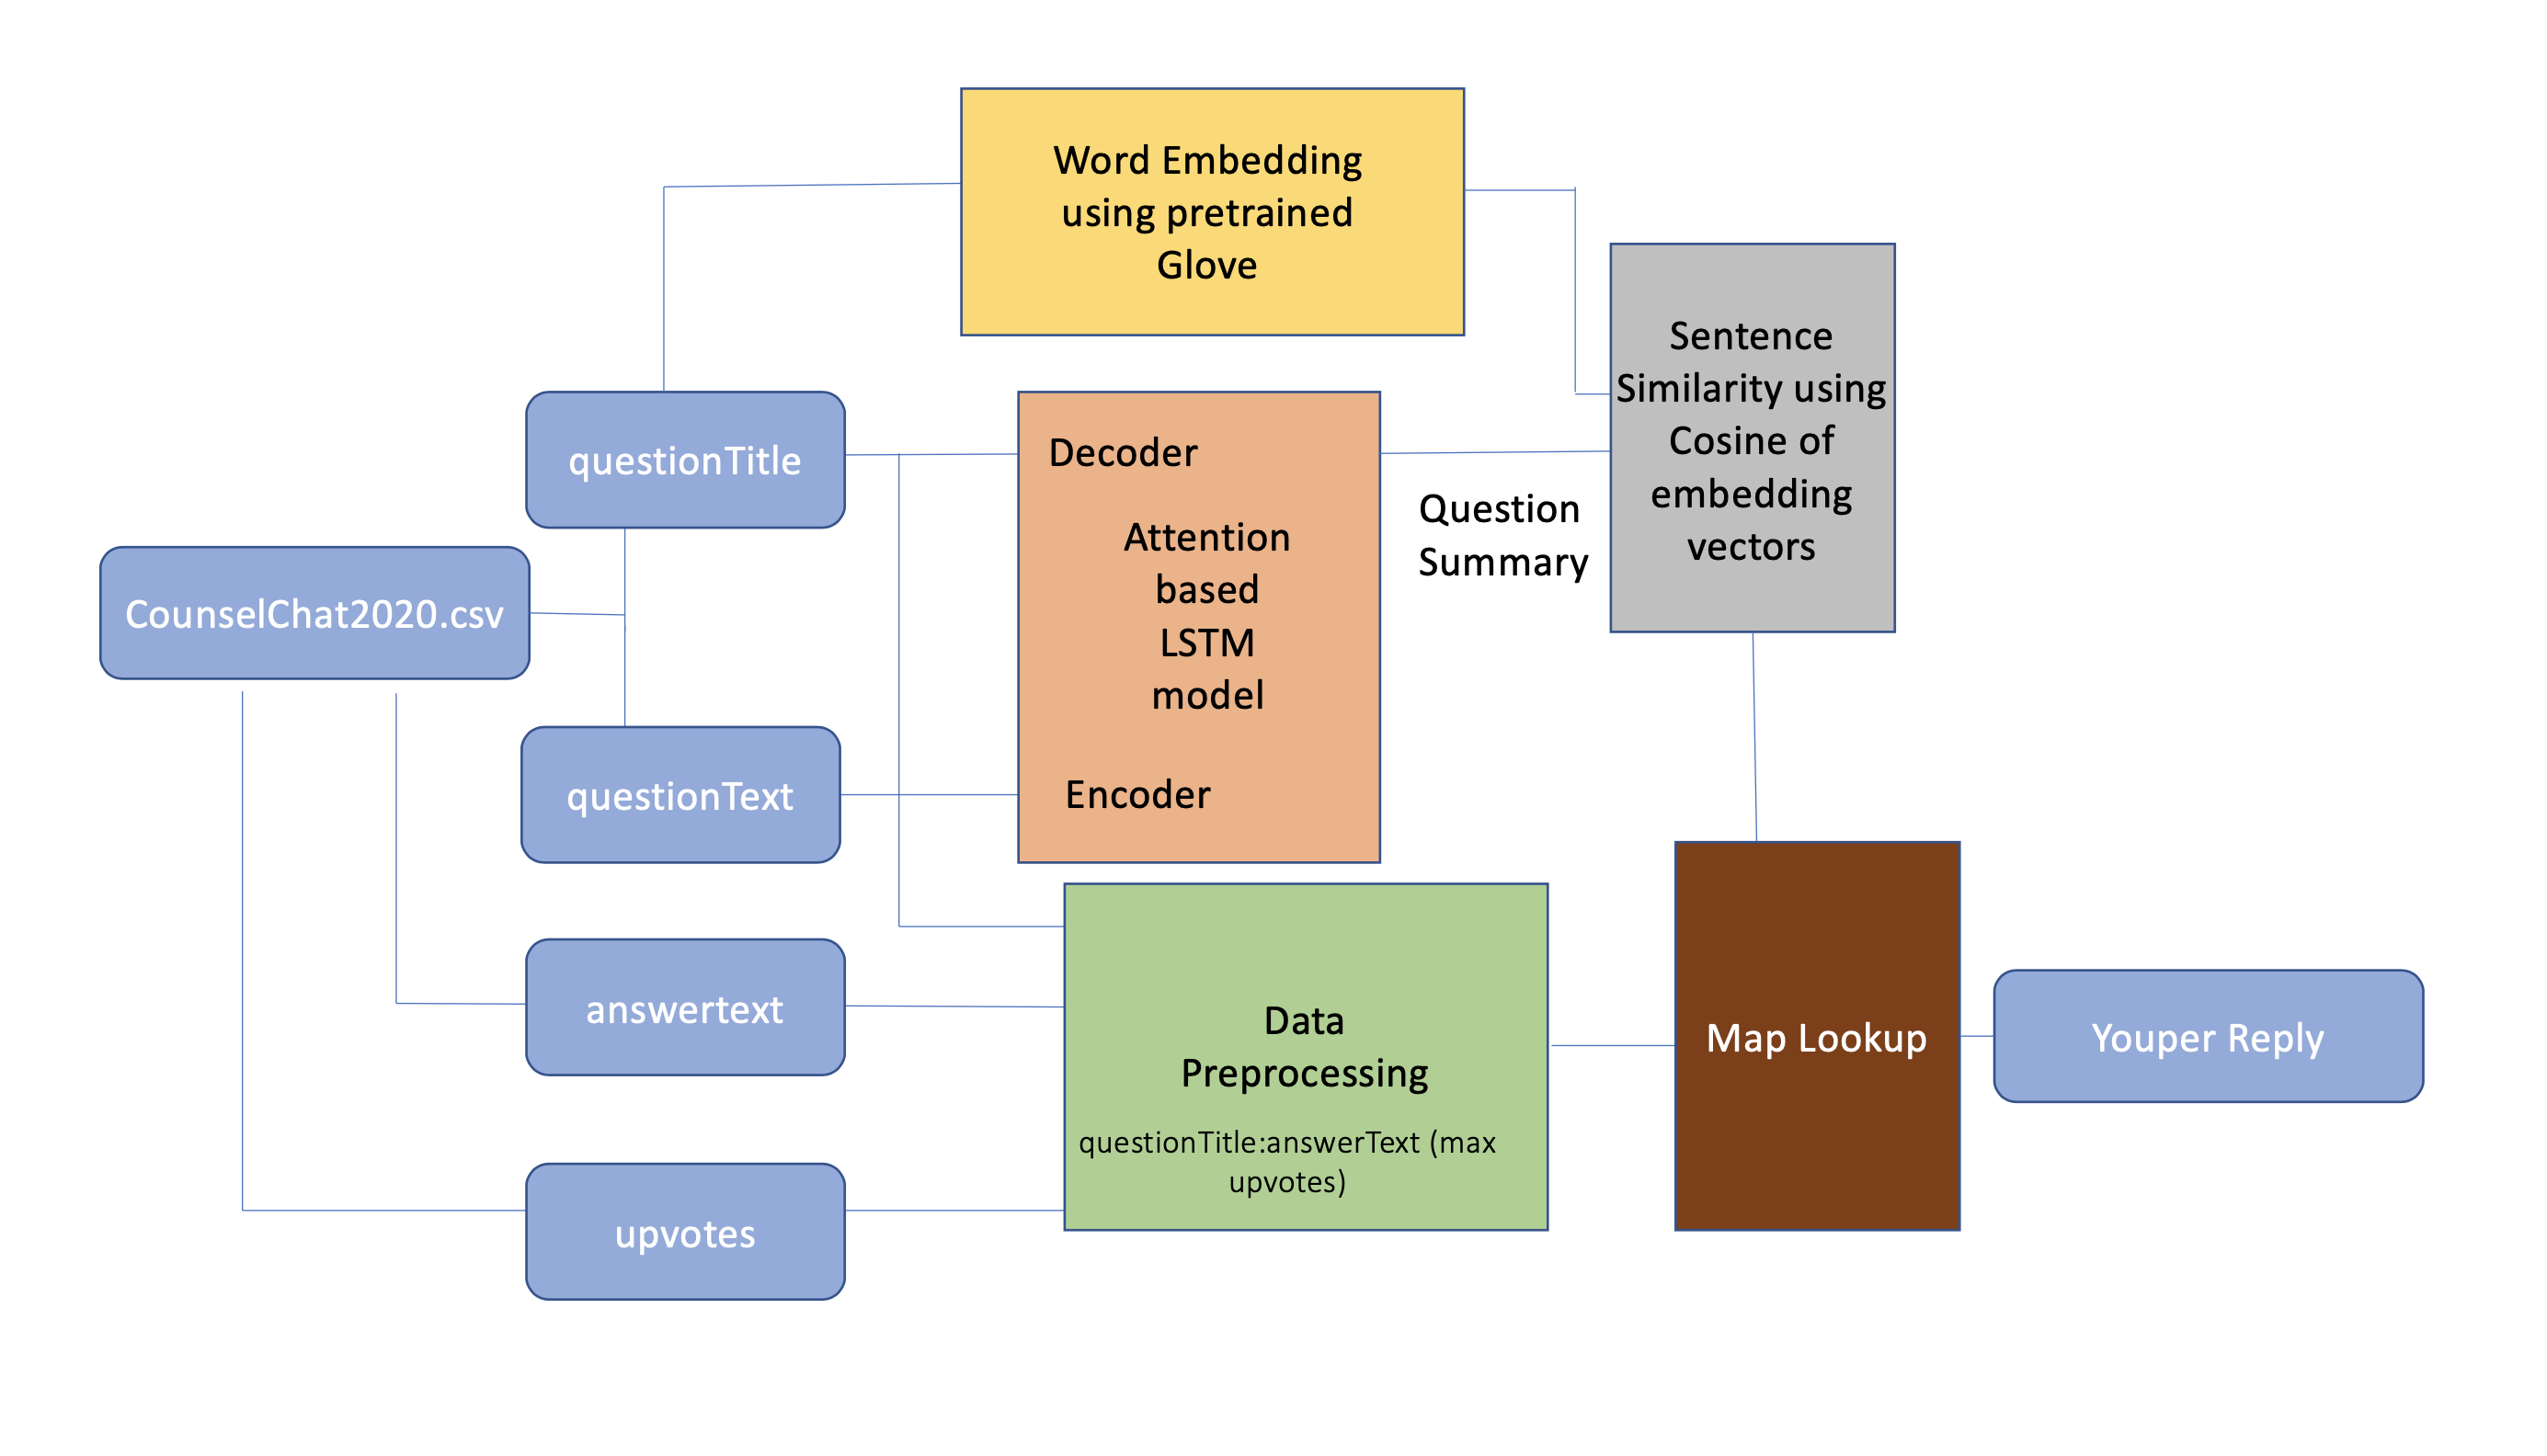 Word Embedding
using pretrained
Glove
Sentence
Similarity using
Cosine of
embedding
vectors
questionTitle
Decoder
Attention
based
LSTM
model
Encoder
Question
Summary
CounselChat2020.csv
questionText
answertext
Data
Preprocessing
questionTitle:answerText (max
upvotes)
Map Lookup
Youper Reply
upvotes